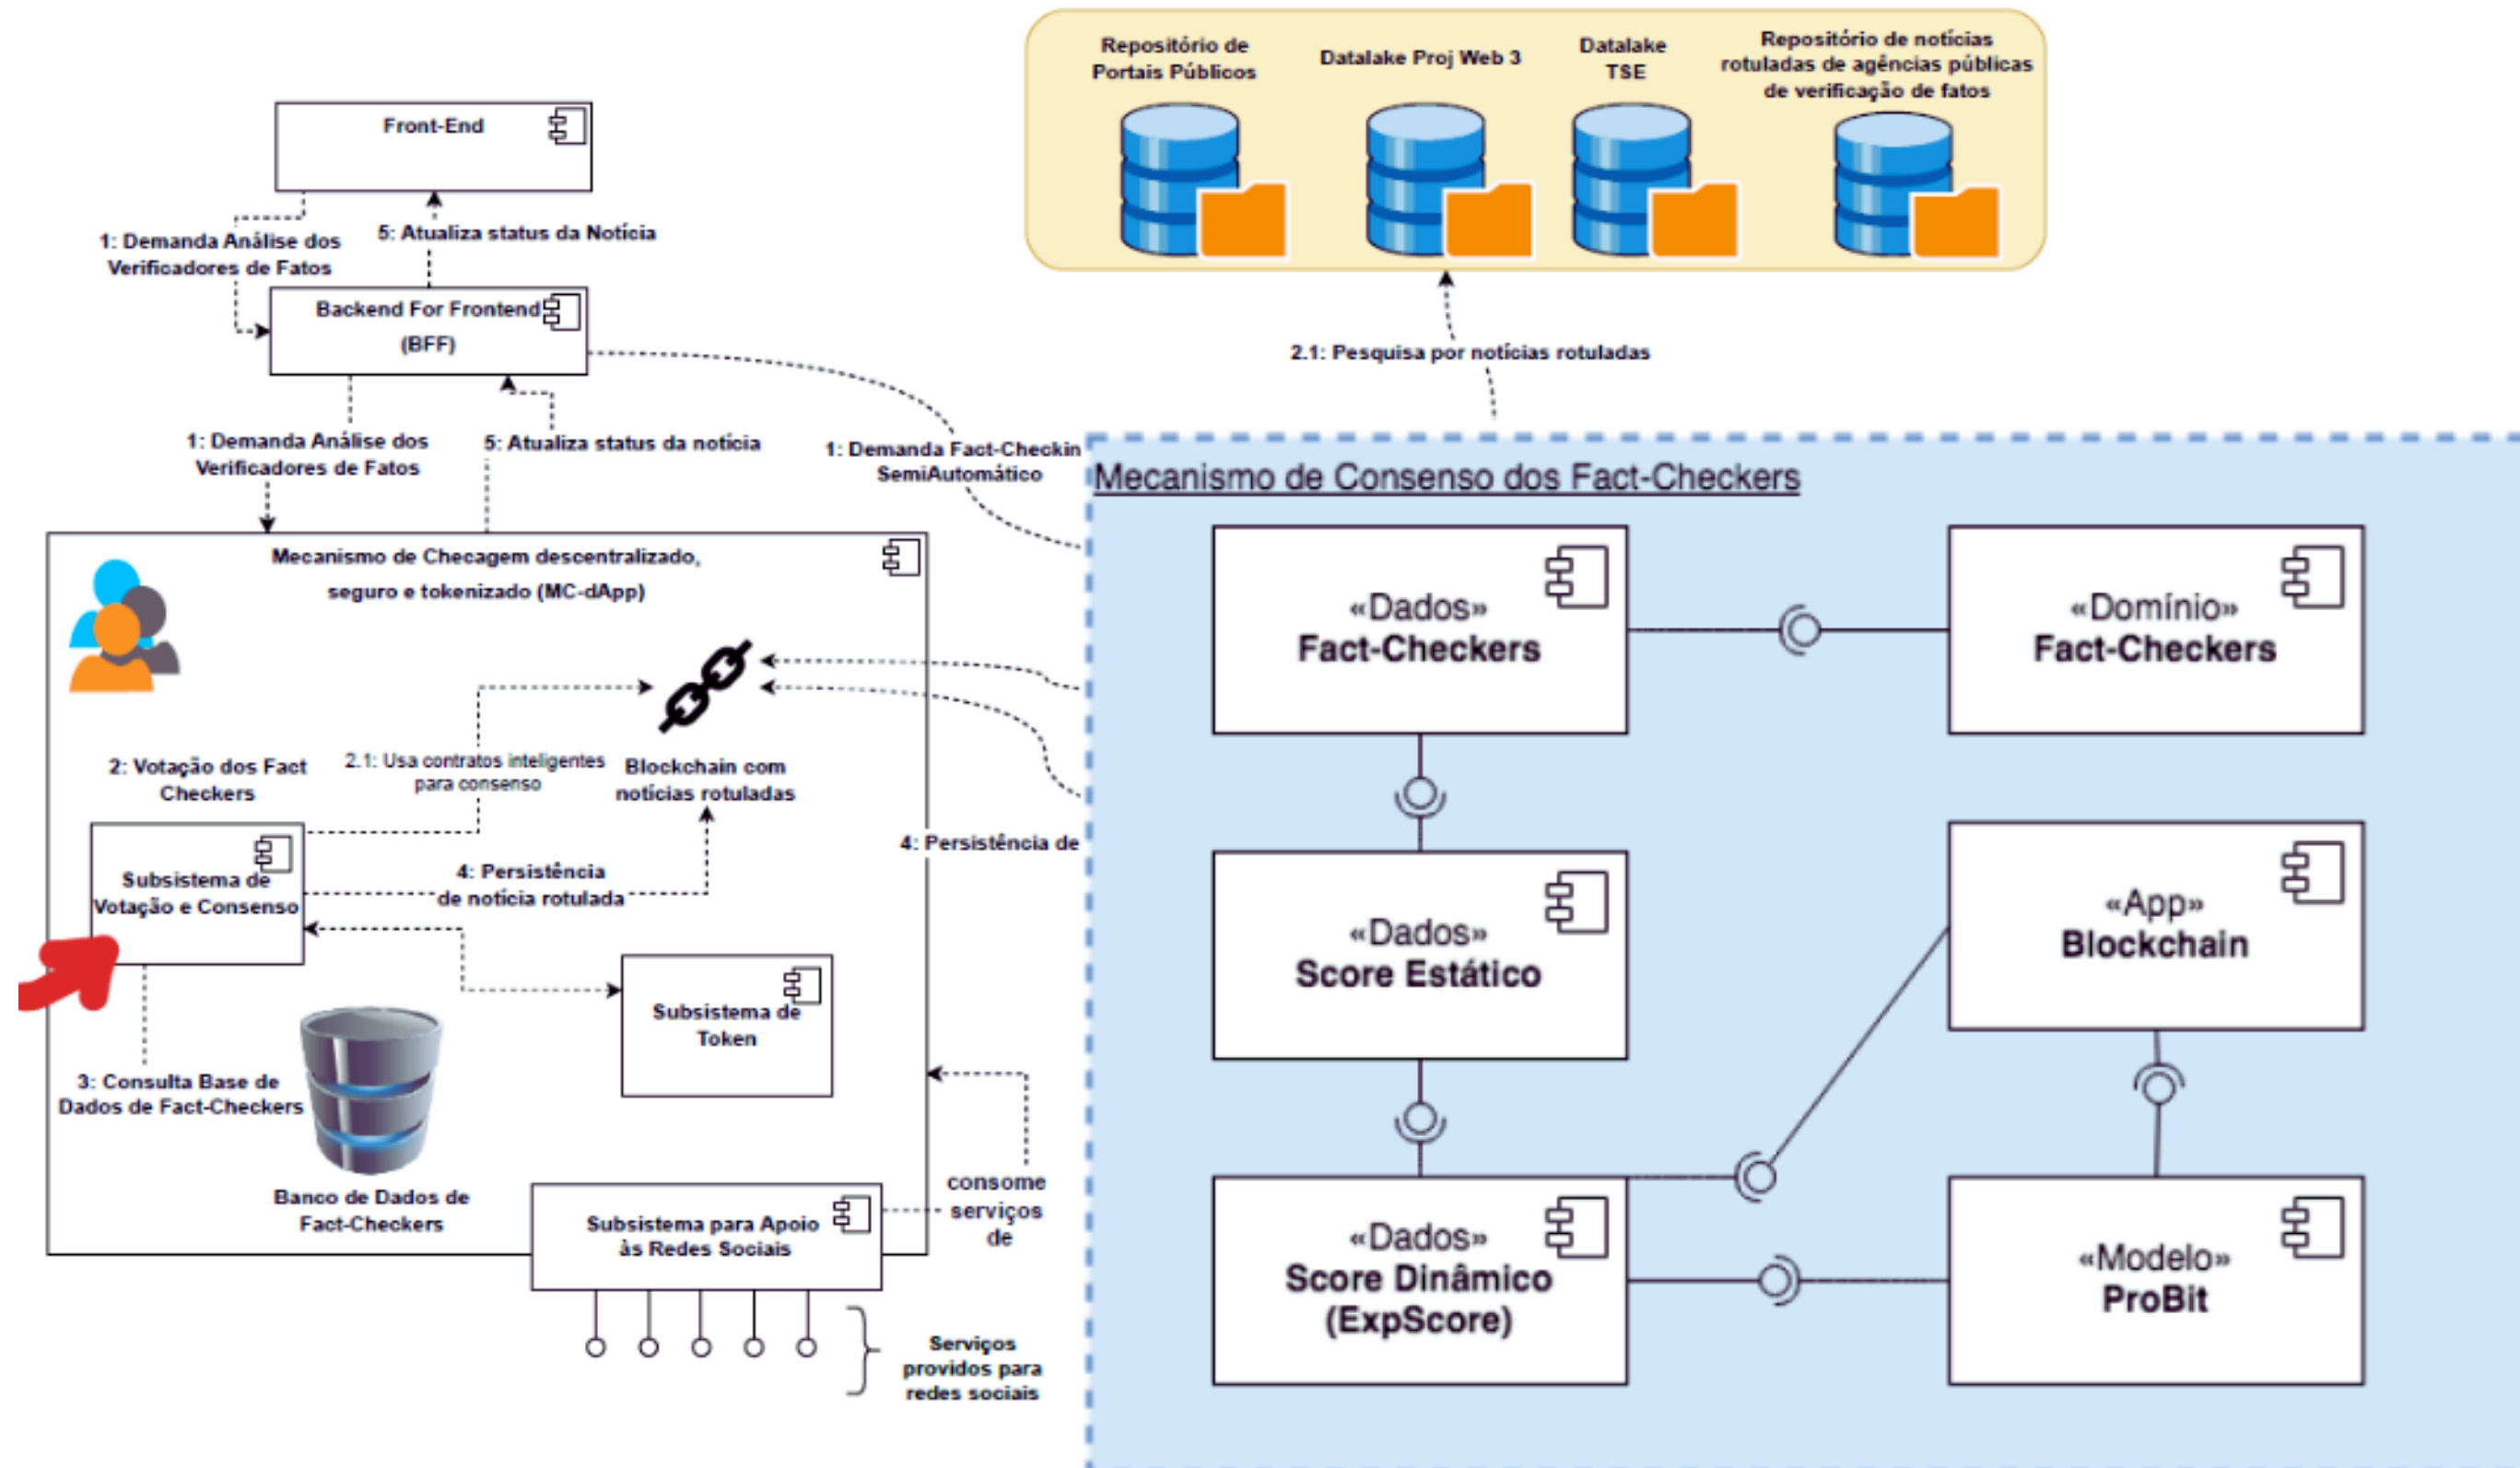 Front-End
1: Demanda Análise dos
Verificadores de Fatos
5: Atualiza status da Notícia
Backend For Frontend
(BFF)
1: Demanda Análise dos
Verificadores de Fatos
5: Atualiza status da notícia
1: Demanda Fact-Checkin
SemiAutomático
Repositório de
Portais Públicos
Datalake Proj Web 3
Datalake
TSE
Repositório de notícias
rotuladas de agências públicas
de verificação de fatos
2.1: Pesquisa por notícias rotuladas
Mecanismo de Checagem descentralizado,
seguro e tokenizado (MC-dApp)
2: Votação dos Fact
Checkers
2.1: Usa contratos inteligentes
para consenso
Blockchain com
notícias rotuladas
Subsistema de
Votação e Consenso
4: Persistência
de notícia rotulada
4: Persistência de
Subsistema de
Token
3: Consulta Base de
Dados de Fact-Checkers
Banco de Dados de
Fact-Checkers
Subsistema para Apoio
às Redes Sociais
consome
serviços
de
Serviços
providos para
redes sociais
Mecanismo de Consenso dos Fact-Checkers
«Dados»
Fact-Checkers
«Domínio»
Fact-Checkers
«Dados»
Score Estático
«App»
Blockchain
«Dados»
Score Dinâmico
(ExpScore)
«Modelo»
ProBit